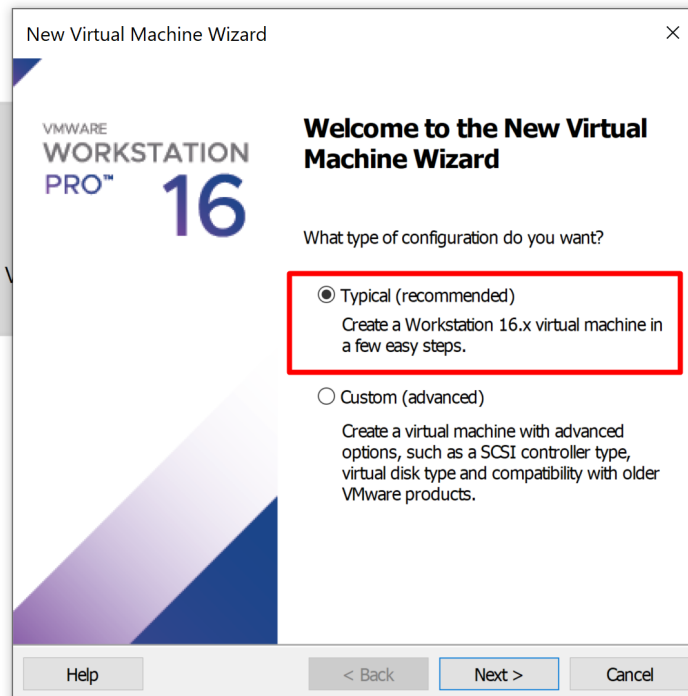 New Virtual Machine Wizard
VMWARE
WORKSTATION
PRO™ 16
Welcome to the New Virtual
Machine Wizard
What type of configuration do you want?
Typical (recommended)
Create a Workstation 16.x virtual machine in
a few easy steps.
Custom (advanced)
Create a virtual machine with advanced
options, such as a SCSI controller type,
virtual disk type and compatibility with older
VMware products.
Help
< Back
Next >
Cancel